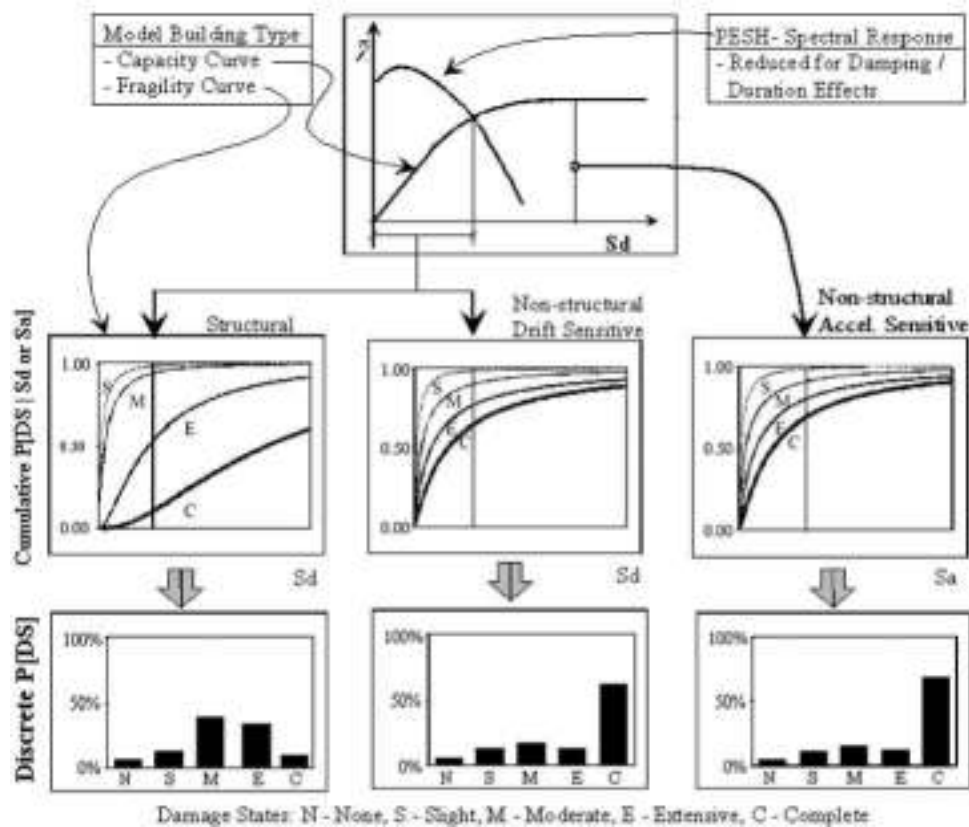 Model Building Type
- Capacity Curve
- Fragility Curve
PESH- Spectral Response
- Reduced for Damping /
Duration Effects
Sd
Structural
Non-structural
Drift Sensitive
Non-structural
Accel. Sensitive
Cumulative P[DS | Sd or Sa]
1.00
0.00
S
M
E
C
Sd
1.00
0.50
0.00
S
M
E
C
Sd
1.00
0.50
0.00
S
M
E
C
Sa
Discrete P[DS]
100%
50%
0%
N S M E C
100%
50%
0%
N S M E C
100%
50%
0%
N S M E C
Damage States: N - None, S - Slight, M - Moderate, E - Extensive, C - Complete